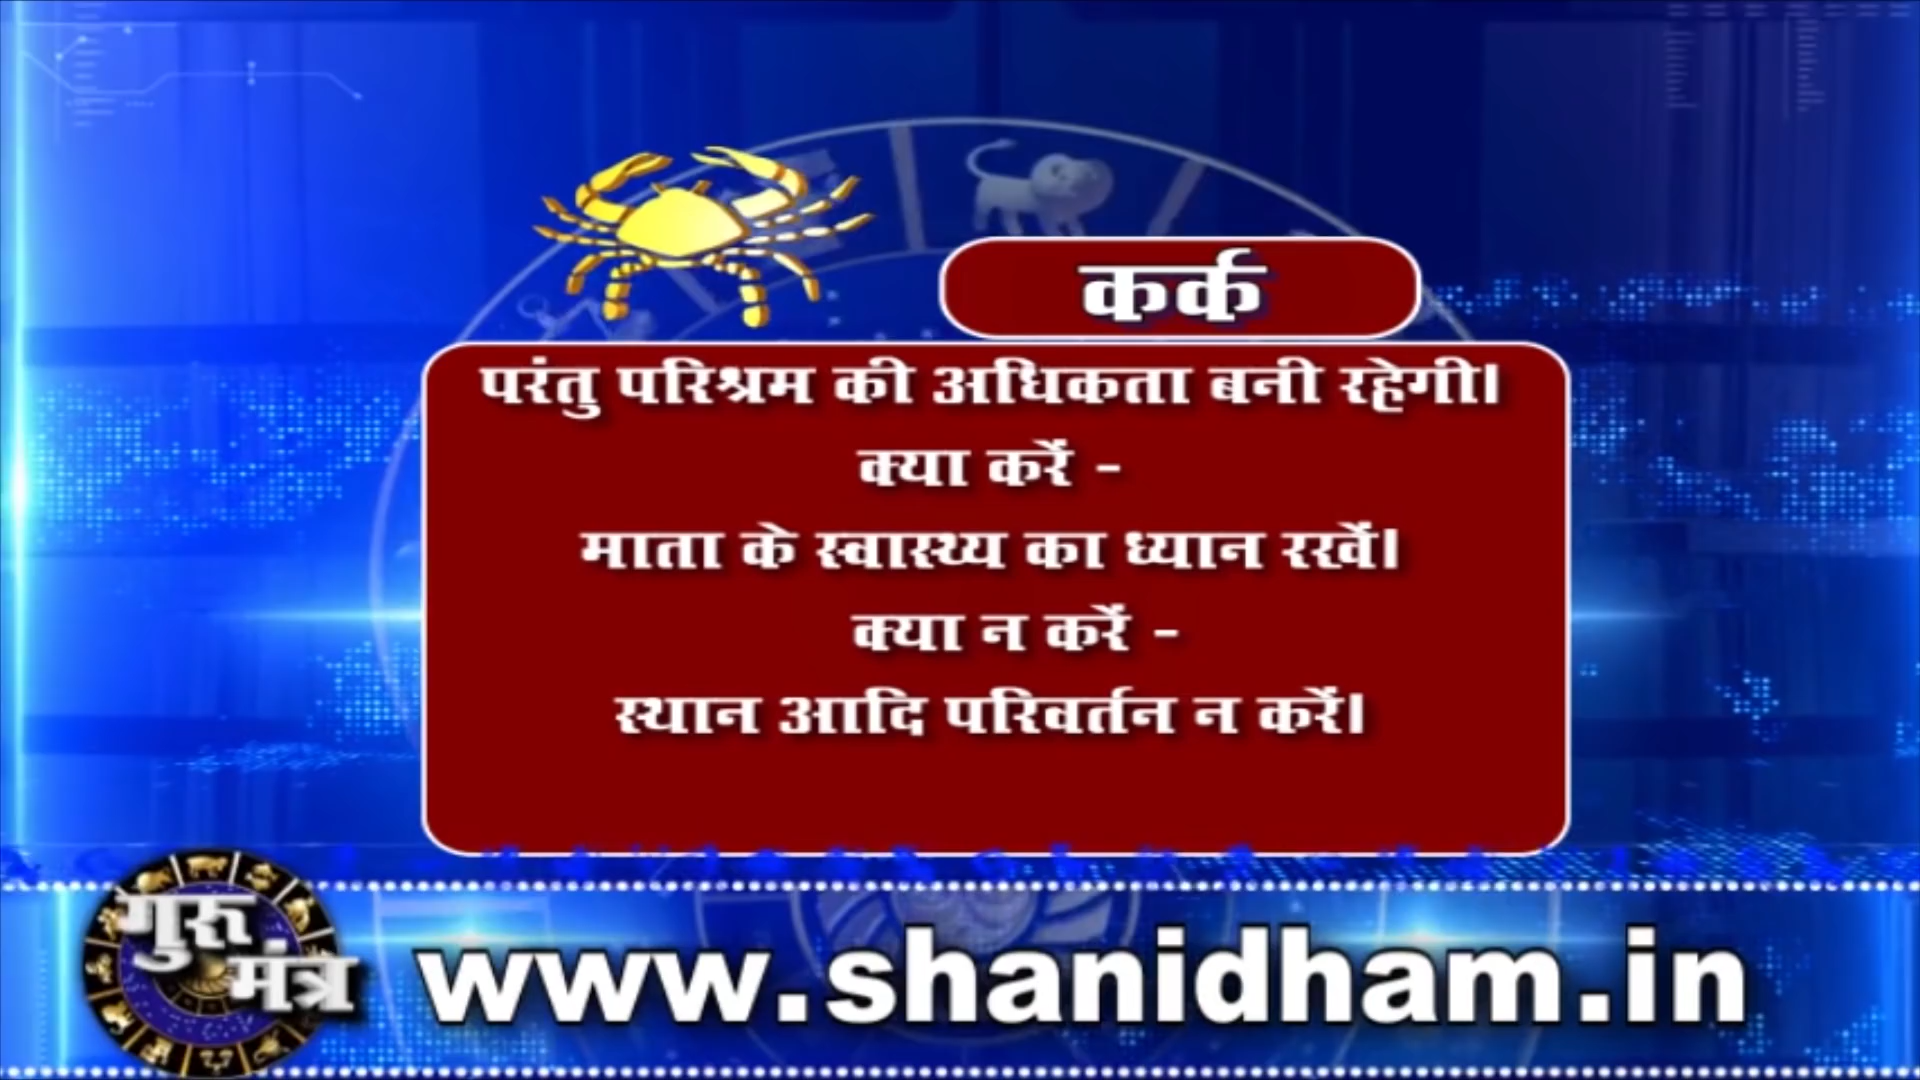 कर्क
परंतु परिश्रम की अधिकता बनी रहेगी।
क्या करें -
माता के स्वास्थ्य का ध्यान रखें।
क्या न करें -
स्थान आदि परिवर्तन न करें।
गुरु
मंत्र
www.shanidham.in